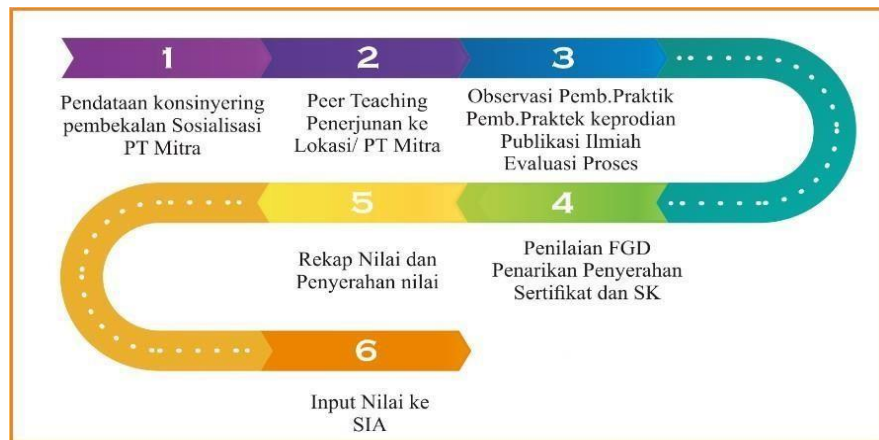 1
Pendataan konsinyering
pembekalan Sosialisasi
PT Mitra
2
Peer Teaching
Penerjunan ke
Lokasi/ PT Mitra
3
Observasi Pemb.Praktik
Pemb.Praktek keprodian
Publikasi Ilmiah
Evaluasi Proses
4
Penilaian FGD
Penarikan Penyerahan
Sertifikat dan SK
5
Rekap Nilai dan
Penyerahan nilai
6
Input Nilai ke
SIA